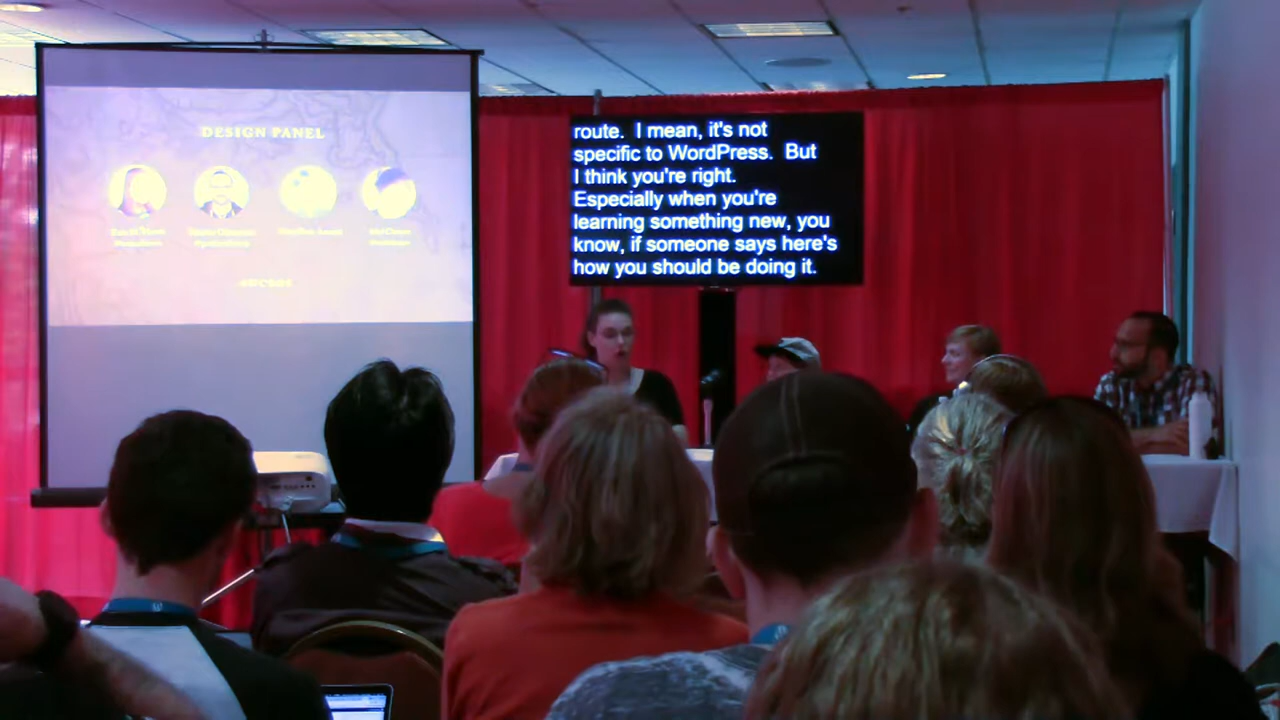 DESIGN PANEL
route. I mean, it's not
specific to WordPress. But
I think you're right.
Especially when you're
learning something new, you
know, if someone says here's
how you should be doing it.